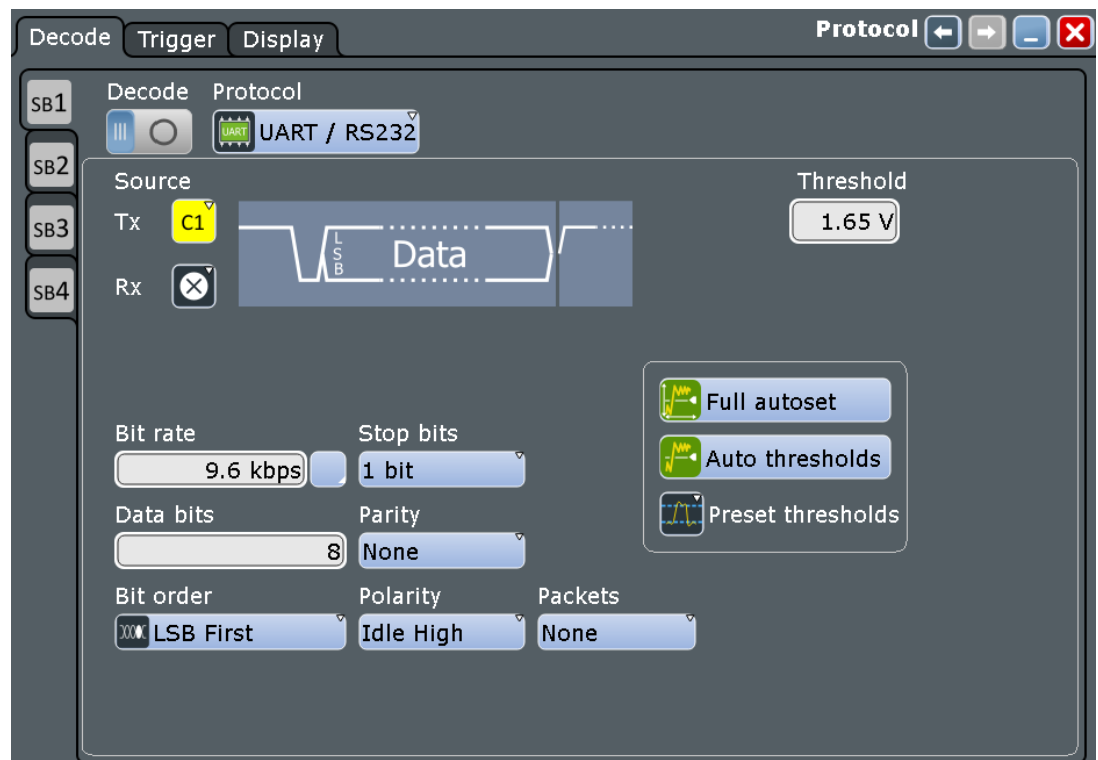 Decode Trigger Display Protocol
SB1
SB2
SB3
SB4
Decode Protocol
UART UART / RS232
Source Threshold
Tx C1 LSB Data 1.65 V
Rx
Full autoset
Auto thresholds
Preset thresholds
Bit rate Stop bits
9.6 kbps 1 bit
Data bits Parity
8 None
Bit order Polarity Packets
LSB First Idle High None